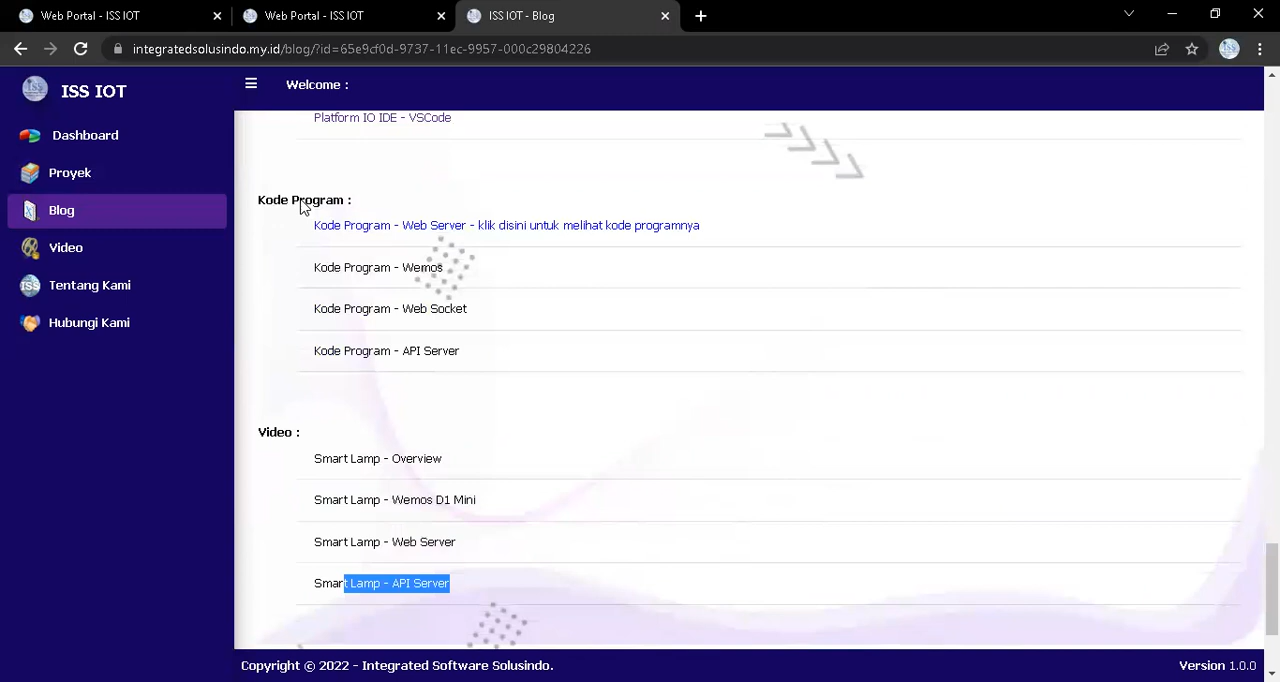 Web Portal - ISS IOT
Web Portal - ISS IOT
ISS IOT - Blog
integratedsolusindo.my.id/blog/?id=65e9cf0d-9737-11ec-9957-000c29804226
ISS IOT
Welcome :
Dashboard
Proyek
Blog
Video
Tentang Kami
Hubungi Kami
Platform IO IDE - VSCode
Kode Program :
Kode Program - Web Server - klik disini untuk melihat kode programnya
Kode Program - Wemos
Kode Program - Web Socket
Kode Program - API Server
Video :
Smart Lamp - Overview
Smart Lamp - Wemos D1 Mini
Smart Lamp - Web Server
Smart Lamp - API Server
Copyright © 2022 - Integrated Software Solusindo.
Version 1.0.0